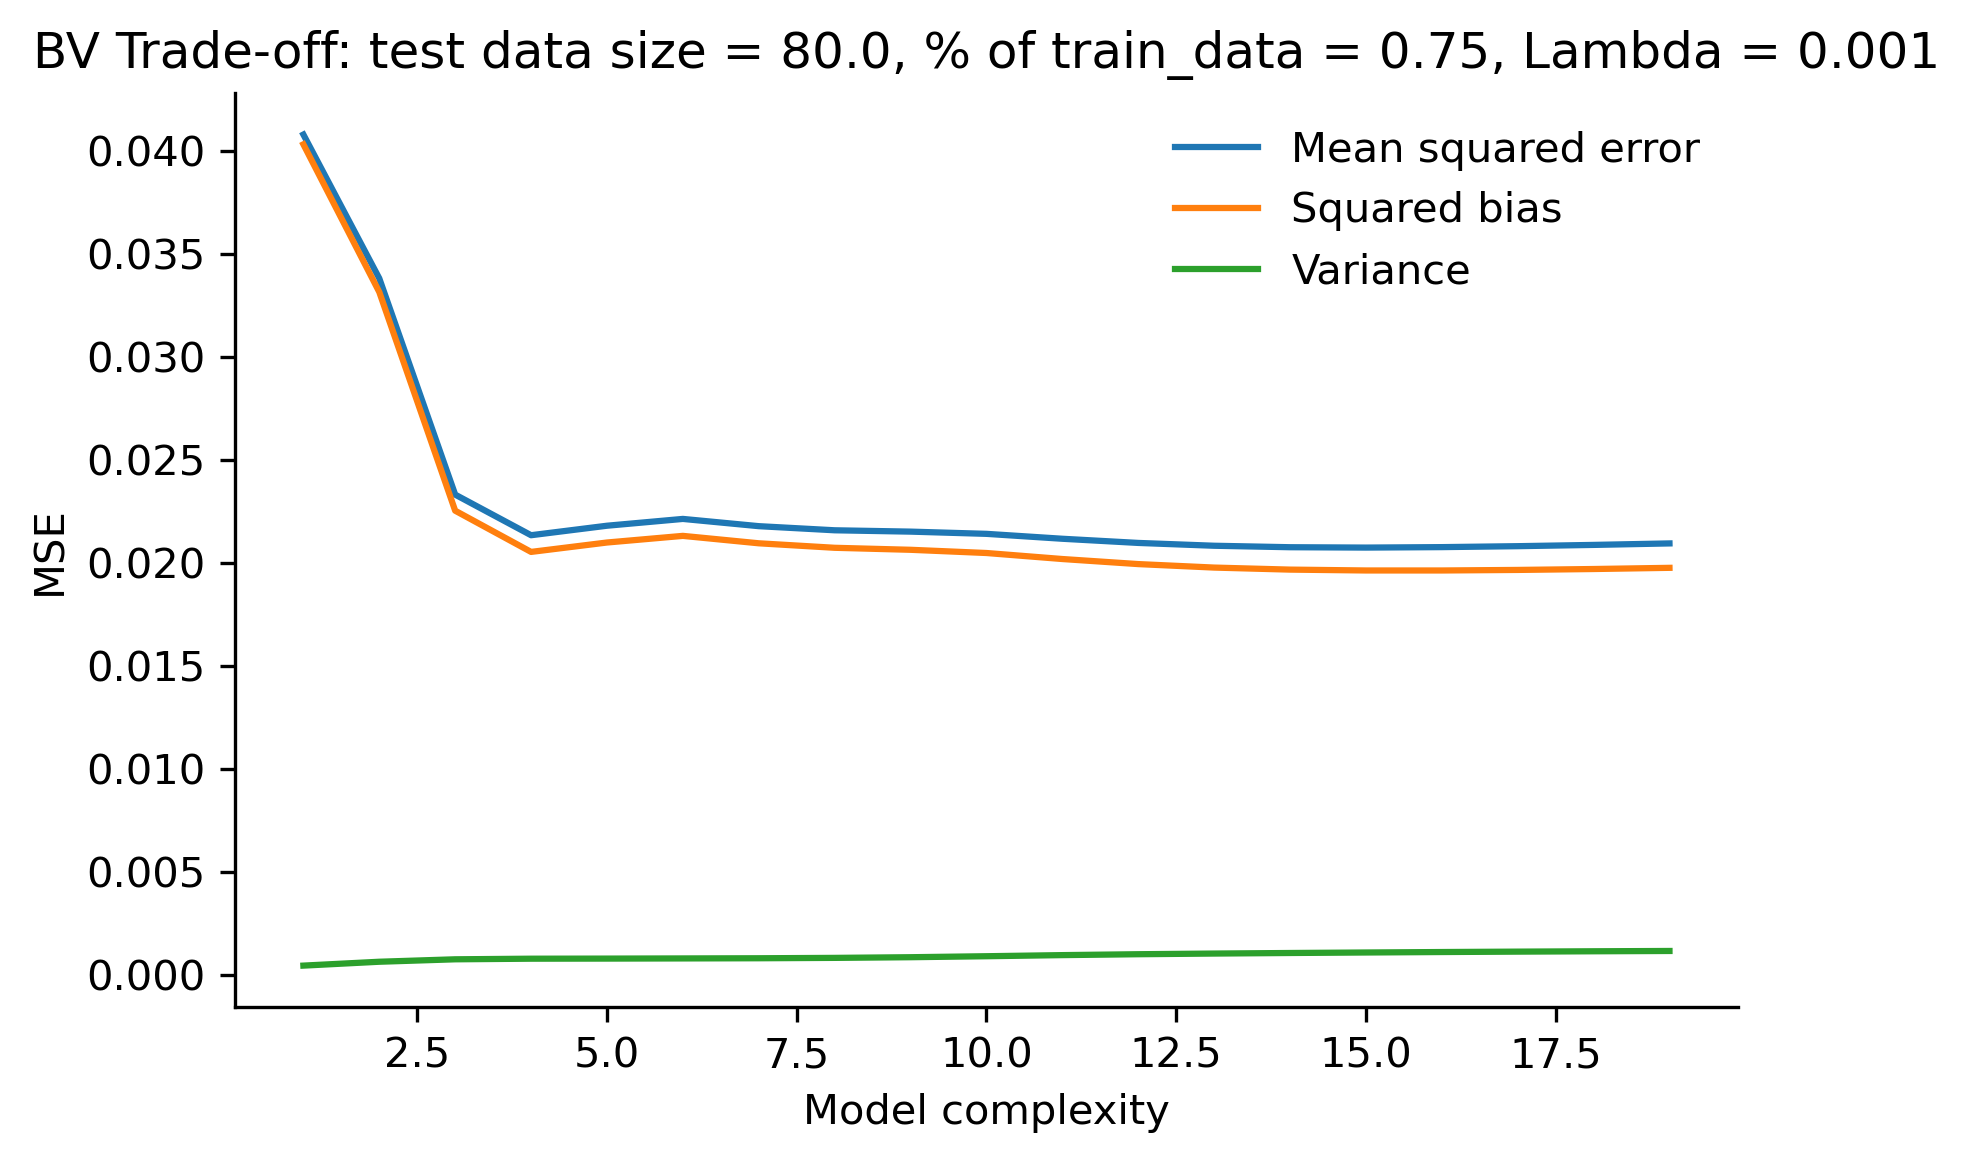 BV Trade-off: test data size = 80.0, % of train_data = 0.75, Lambda = 0.001
Mean squared error
Squared bias
Variance
0.040
0.035
0.030
0.025
0.020
0.015
0.010
0.005
0.000
MSE
2.5 5.0 7.5 10.0 12.5 15.0 17.5
Model complexity